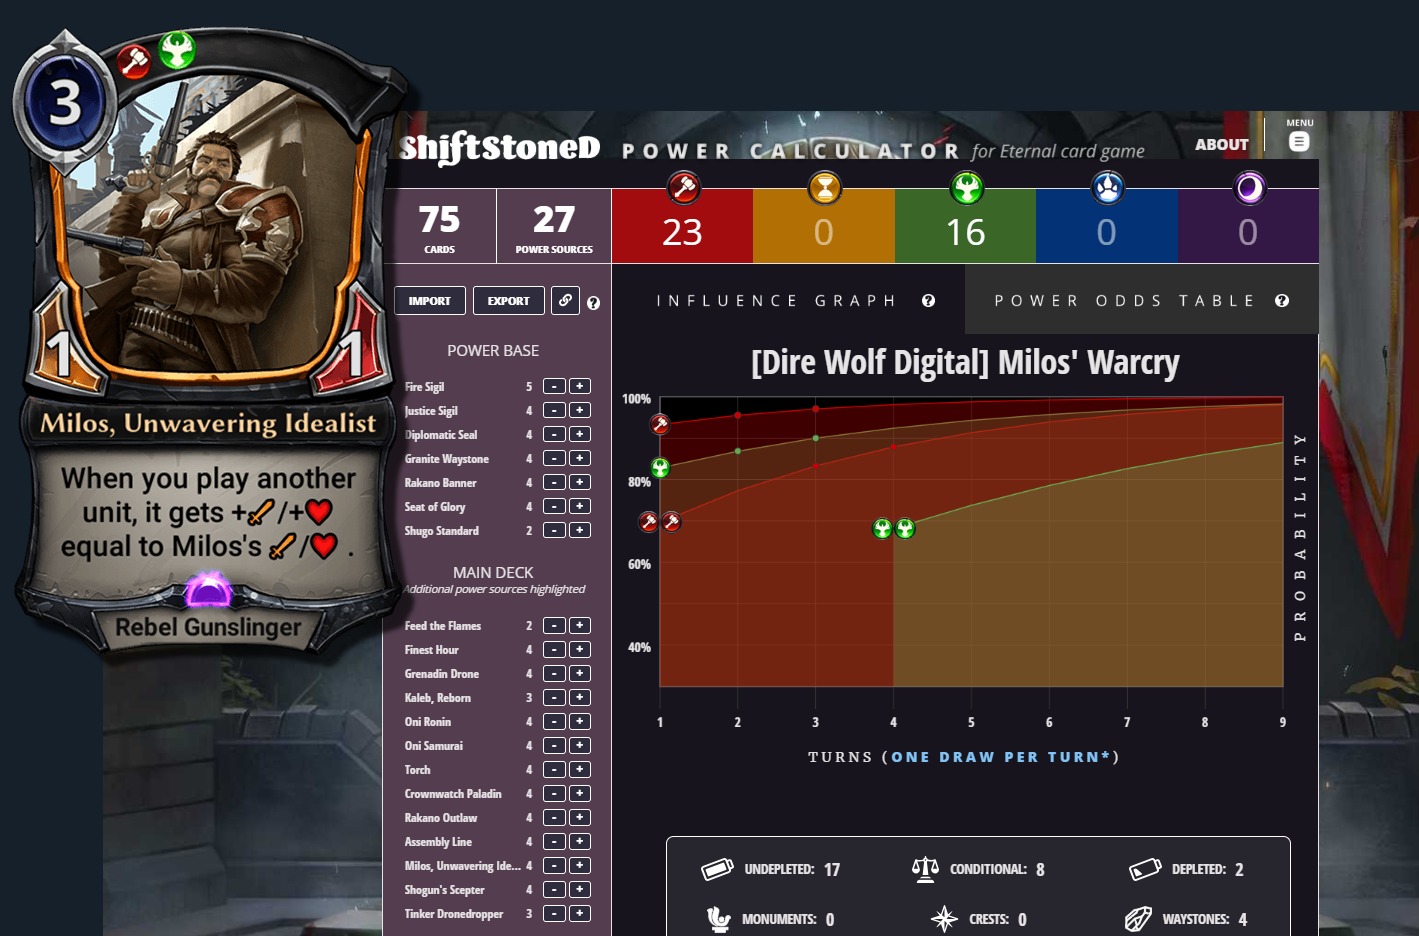 3
1
1
Milos, Unwavering Idealist
When you play another
unit, it gets +/+
equal to Milos's / .
Rebel Gunslinger
ShiftStoneD POWER CALCULATOR for Eternal card game
ABOUT
MENU
75
CARDS
27
POWER SOURCES
23
0
16
0
0
IMPORT
EXPORT
?
INFLUENCE GRAPH ?
POWER ODDS TABLE ?
POWER BASE
Fire Sigil 5 - +
Justice Sigil 4 - +
Diplomatic Seal 4 - +
Granite Waystone 4 - +
Rakano Banner 4 - +
Seat of Glory 4 - +
Shugo Standard 2 - +
MAIN DECK
Additional power sources highlighted
Feed the Flames 2 - +
Finest Hour 4 - +
Grenadin Drone 4 - +
Kaleb, Reborn 3 - +
Oni Ronin 4 - +
Oni Samurai 4 - +
Torch 4 - +
Crownwatch Paladin 4 - +
Rakano Outlaw 4 - +
Assembly Line 4 - +
Milos, Unwavering Ide... 4 - +
Shogun's Scepter 4 - +
Tinker Dronedropper 3 - +
[Dire Wolf Digital] Milos' Warcry
100%
80%
60%
40%
1 2 3 4 5 6 7 8 9
TURNS (ONE DRAW PER TURN*)
PROBABILITY
UNDEPLETED: 17
CONDITIONAL: 8
DEPLETED: 2
MONUMENTS: 0
CRESTS: 0
WAYSTONES: 4